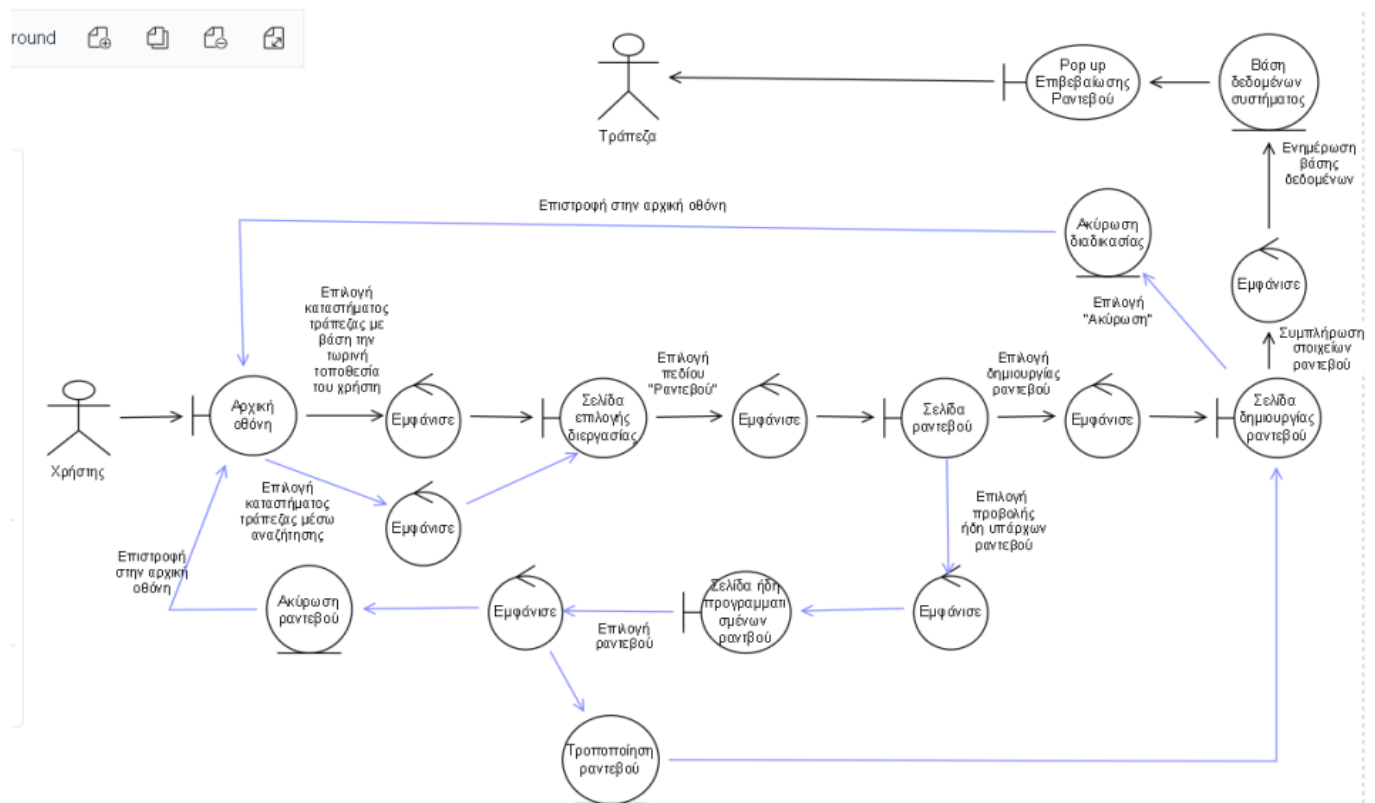 round
Τράπεζα
Pop up
Επιβεβαίωσης
Ραντεβού
Βάση
δεδομένων
συστήματος
Ενημέρωση
βάσης
δεδομένων
Επιστροφή στην αρχική οθόνη
Ακύρωση
διαδικασίας
Εμφάνισε
Επιλογή
"Ακύρωση"
Συμπλήρωση
στοιχείων
ραντεβού
Επιλογή
καταστήματος
τράπεζας με
βάση την
τωρινή
τοποθεσία
του χρήστη
Χρήστης
Αρχική
οθόνη
Εμφάνισε
Σελίδα
επιλογής
διεργασίας
Επιλογή
πεδίου
"Ραντεβού"
Εμφάνισε
Σελίδα
ραντεβού
Επιλογή
δημιουργίας
ραντεβού
Εμφάνισε
Σελίδα
δημιουργίας
ραντεβού
Επιλογή
καταστήματος
τράπεζας μέσω
αναζήτησης
Εμφάνισε
Επιλογή
προβολής
ήδη υπάρχων
ραντεβού
Επιστροφή
στην αρχική
οθόνη
Ακύρωση
ραντεβού
Εμφάνισε
Επιλογή
ραντεβού
Σελίδα ήδη
προγραμματι
σμένων
ραντβού
Εμφάνισε
Τροποποίηση
ραντεβού